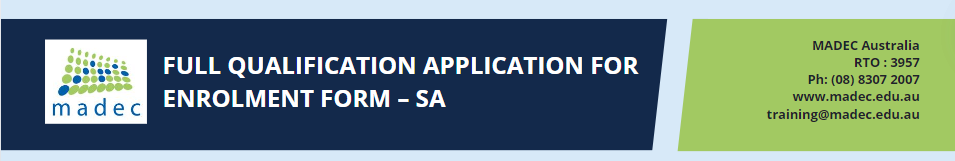 madec
FULL QUALIFICATION APPLICATION FOR
ENROLMENT FORM – SA
MADEC Australia
RTO : 3957
Ph: (08) 8307 2007
www.madec.edu.au
training@madec.edu.au